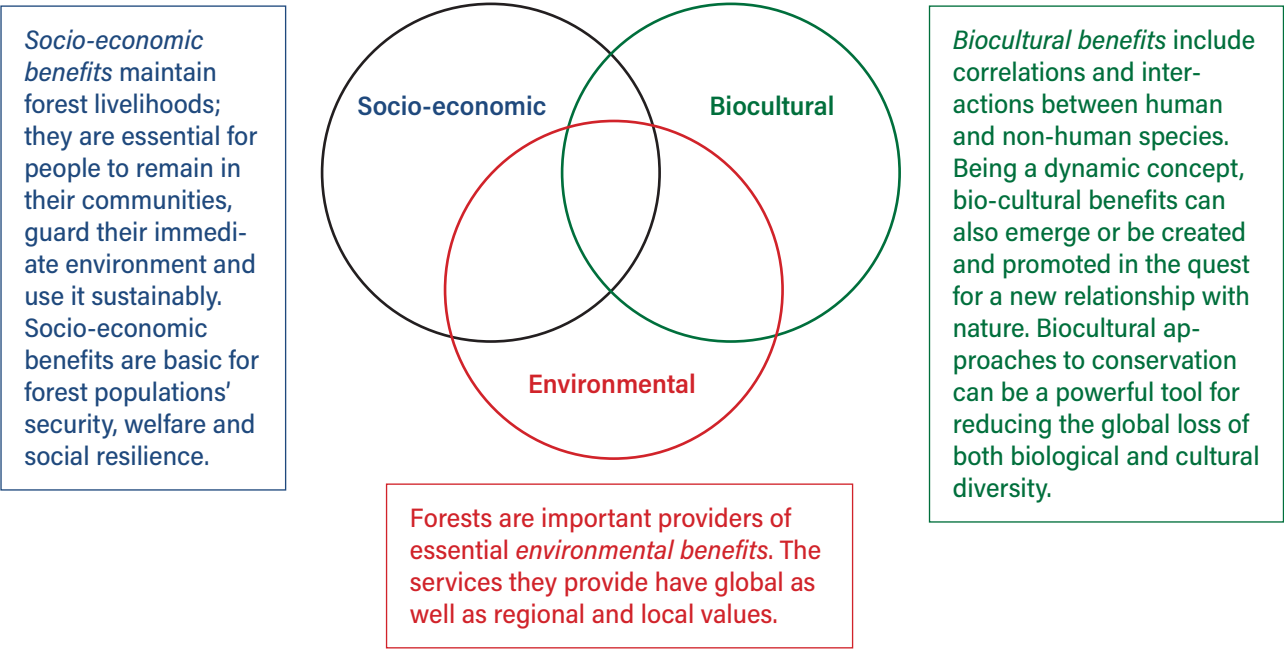 Socio-economic
benefits maintain
forest livelihoods;
they are essential for
people to remain in
their communities,
guard their immedi-
ate environment and
use it sustainably.
Socio-economic
benefits are basic for
forest populations’
security, welfare and
social resilience.
Socio-economic
Biocultural
Environmental
Biocultural benefits include
correlations and inter-
actions between human
and non-human species.
Being a dynamic concept,
bio-cultural benefits can
also emerge or be created
and promoted in the quest
for a new relationship with
nature. Biocultural ap-
proaches to conservation
can be a powerful tool for
reducing the global loss of
both biological and cultural
diversity.
Forests are important providers of
essential environmental benefits. The
services they provide have global as
well as regional and local values.